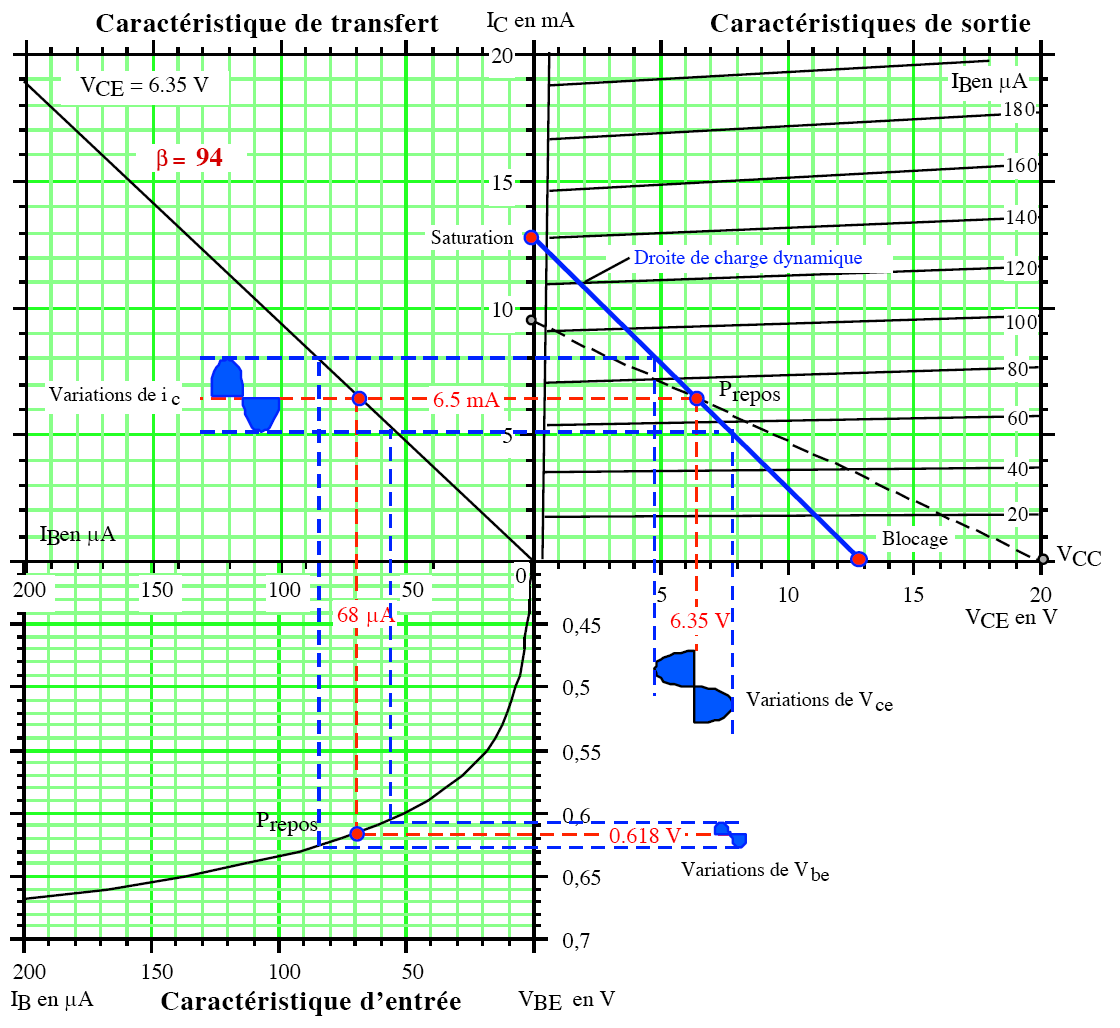 Caractéristique de transfert
IC en mA
Caractéristiques de sortie
20
VCE = 6.35 V
IBen µA
180
β = 94
160
15
140
Saturation
Droite de charge dynamique
120
10
100
80
Variations de ic
6.5 mA
Prepos
60
5
40
20
IBen µA
Blocage
VCC
200
150
100
50
0
5
10
15
20
68 µA
6.35 V
VCE en V
0,45
0,5
Variations de Vce
0,55
0,6
Prepos
0.618 V
Variations de Vbe
0,65
0,7
200
150
100
50
IB en µA
Caractéristique d’entrée
VBE en V